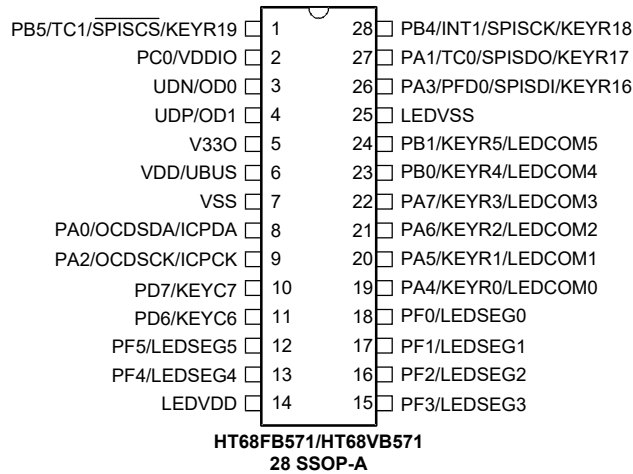 PB5/TC1/SPISCS/KEYR19 1 28 PB4/INT1/SPISCK/KEYR18
PC0/VDDIO 2 27 PA1/TC0/SPISDO/KEYR17
UDN/OD0 3 26 PA3/PFD0/SPISDI/KEYR16
UDP/OD1 4 25 LEDVSS
V33O 5 24 PB1/KEYR5/LEDCOM5
VDD/UBUS 6 23 PB0/KEYR4/LEDCOM4
VSS 7 22 PA7/KEYR3/LEDCOM3
PA0/OCDSDA/ICPDA 8 21 PA6/KEYR2/LEDCOM2
PA2/OCDSCK/ICPCK 9 20 PA5/KEYR1/LEDCOM1
PD7/KEYC7 10 19 PA4/KEYR0/LEDCOM0
PD6/KEYC6 11 18 PF0/LEDSEG0
PF5/LEDSEG5 12 17 PF1/LEDSEG1
PF4/LEDSEG4 13 16 PF2/LEDSEG2
LEDVDD 14 15 PF3/LEDSEG3
HT68FB571/HT68VB571
28 SSOP-A